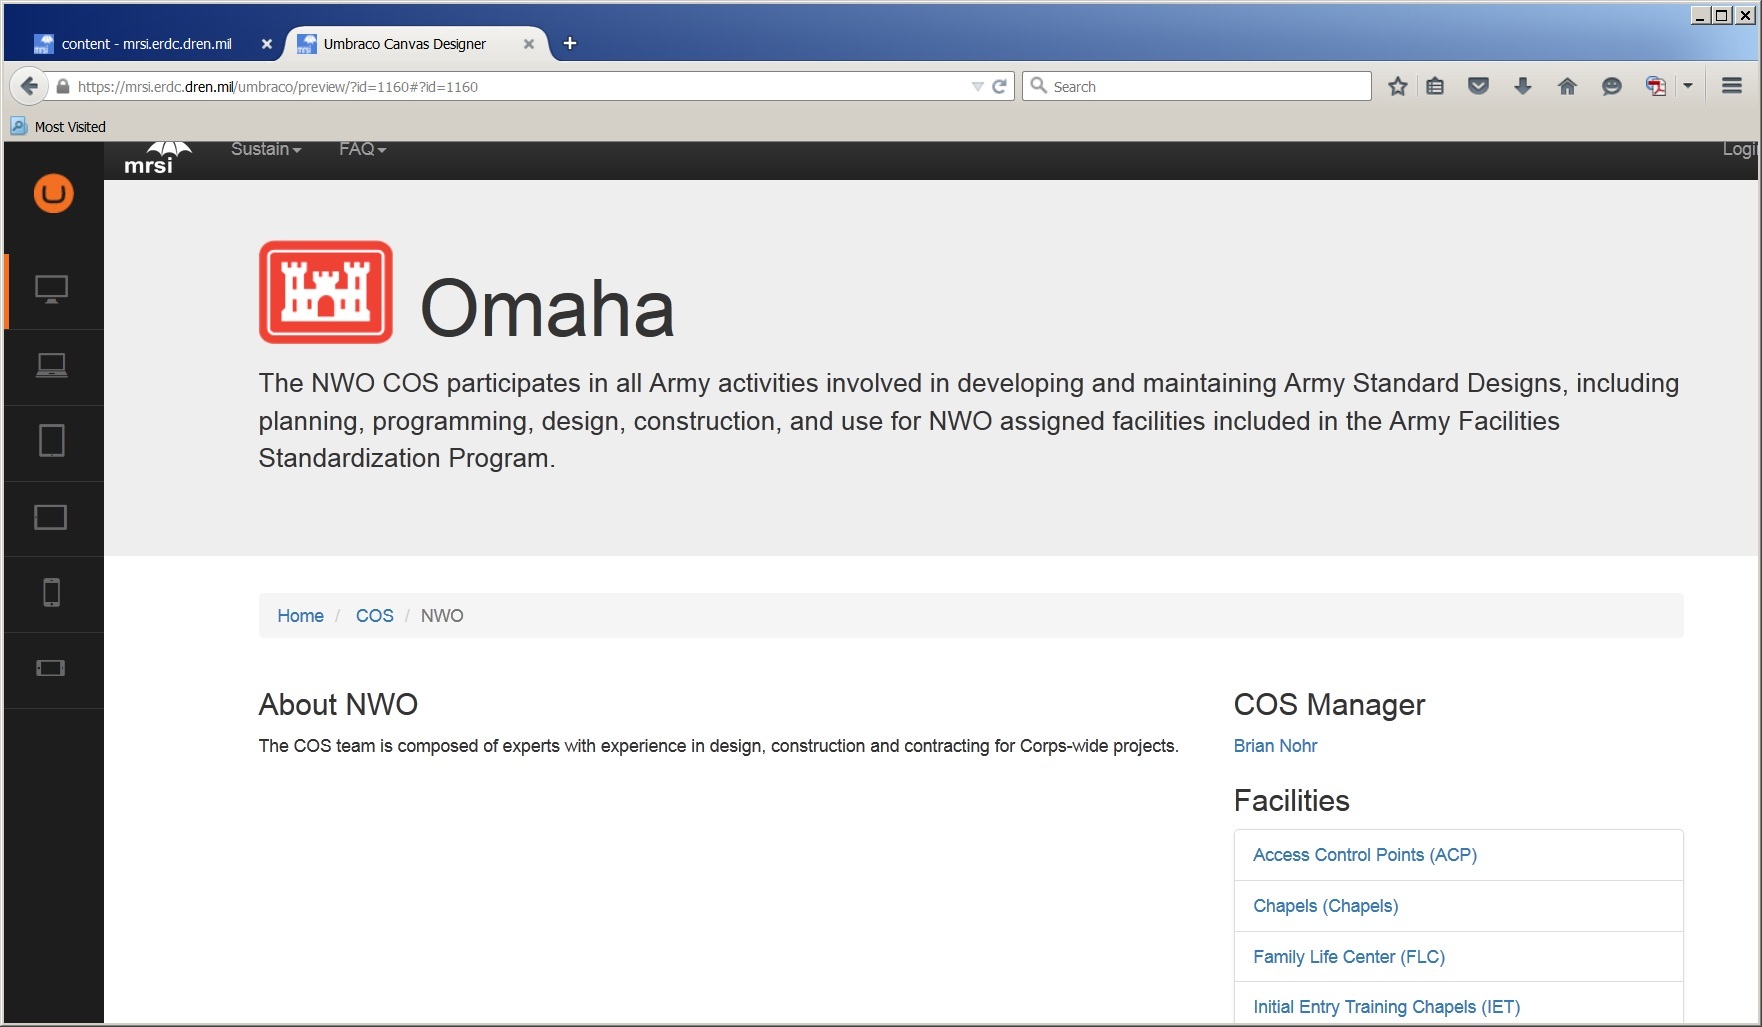 content - mrsi.erdc.dren.mil
Umbraco Canvas Designer
https://mrsi.erdc.dren.mil/umbraco/preview/?id=1160#?id=1160
Search
Most Visited
mrsi
Sustain
FAQ
Omaha
The NWO COS participates in all Army activities involved in developing and maintaining Army Standard Designs, including
planning, programming, design, construction, and use for NWO assigned facilities included in the Army Facilities
Standardization Program.
Home / COS / NWO
About NWO
The COS team is composed of experts with experience in design, construction and contracting for Corps-wide projects.
COS Manager
Brian Nohr
Facilities
Access Control Points (ACP)
Chapels (Chapels)
Family Life Center (FLC)
Initial Entry Training Chapels (IET)